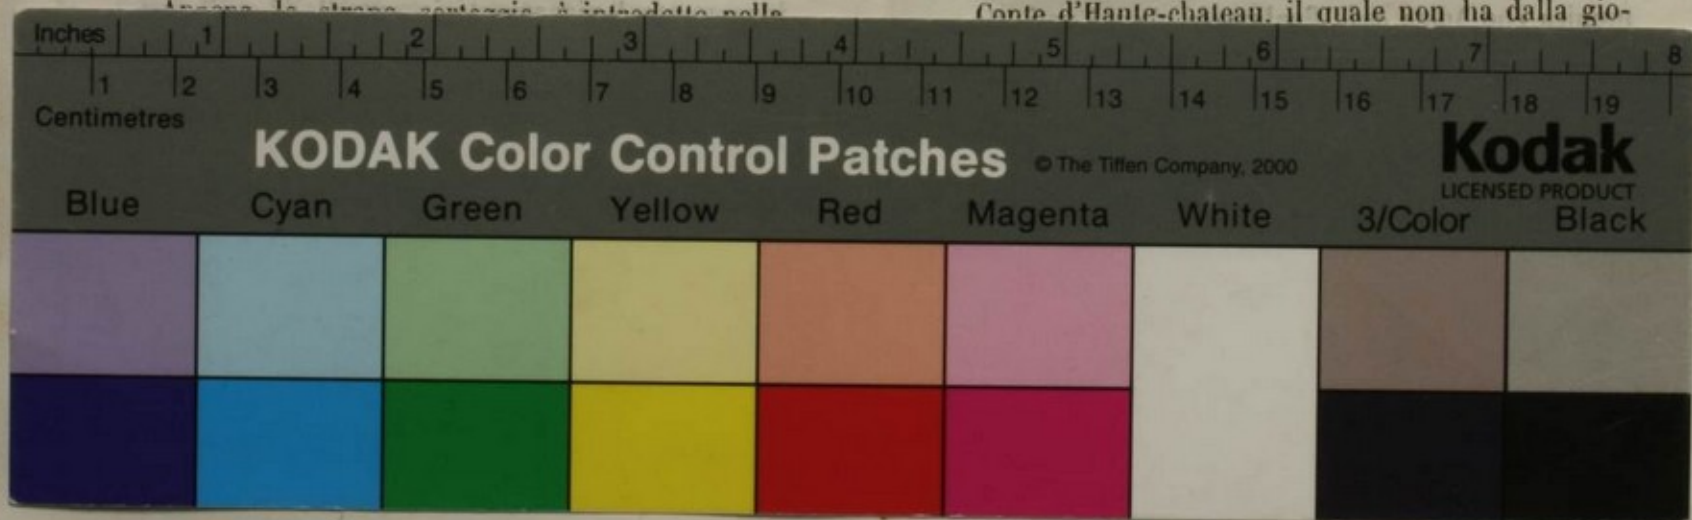 Conte d'Haute-chateau, il quale non ha dalla gio-
Inches 1 2 3 4 5 6 7 8
1 2 3 4 5 6 7 8 9 10 11 12 13 14 15 16 17 18 19
Centimetres
KODAK Color Control Patches © The Tiffen Company, 2000 Kodak
LICENSED PRODUCT
Blue Cyan Green Yellow Red Magenta White 3/Color Black